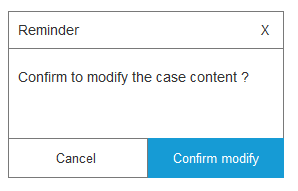 Reminder X
Confirm to modify the case content ?
Cancel Confirm modify